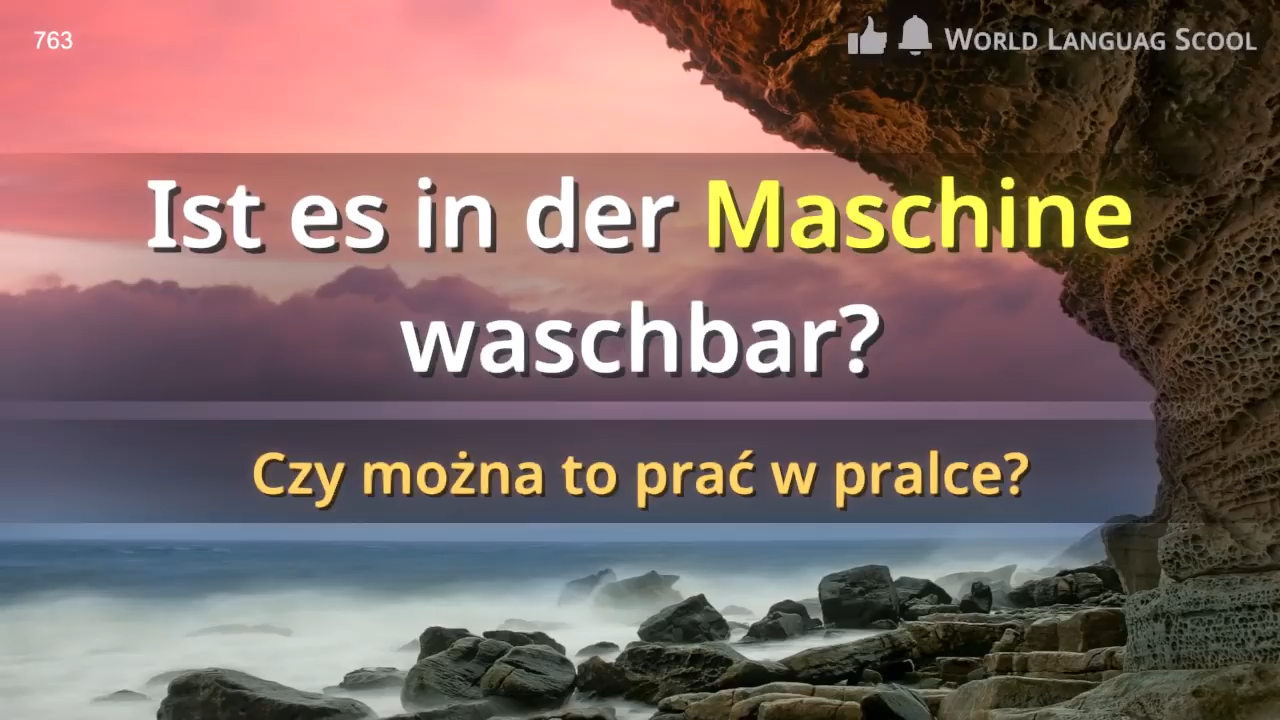 763
WORLD LANGUAG SCOOL
Ist es in der Maschine
waschbar?
Czy można to prać w pralce?